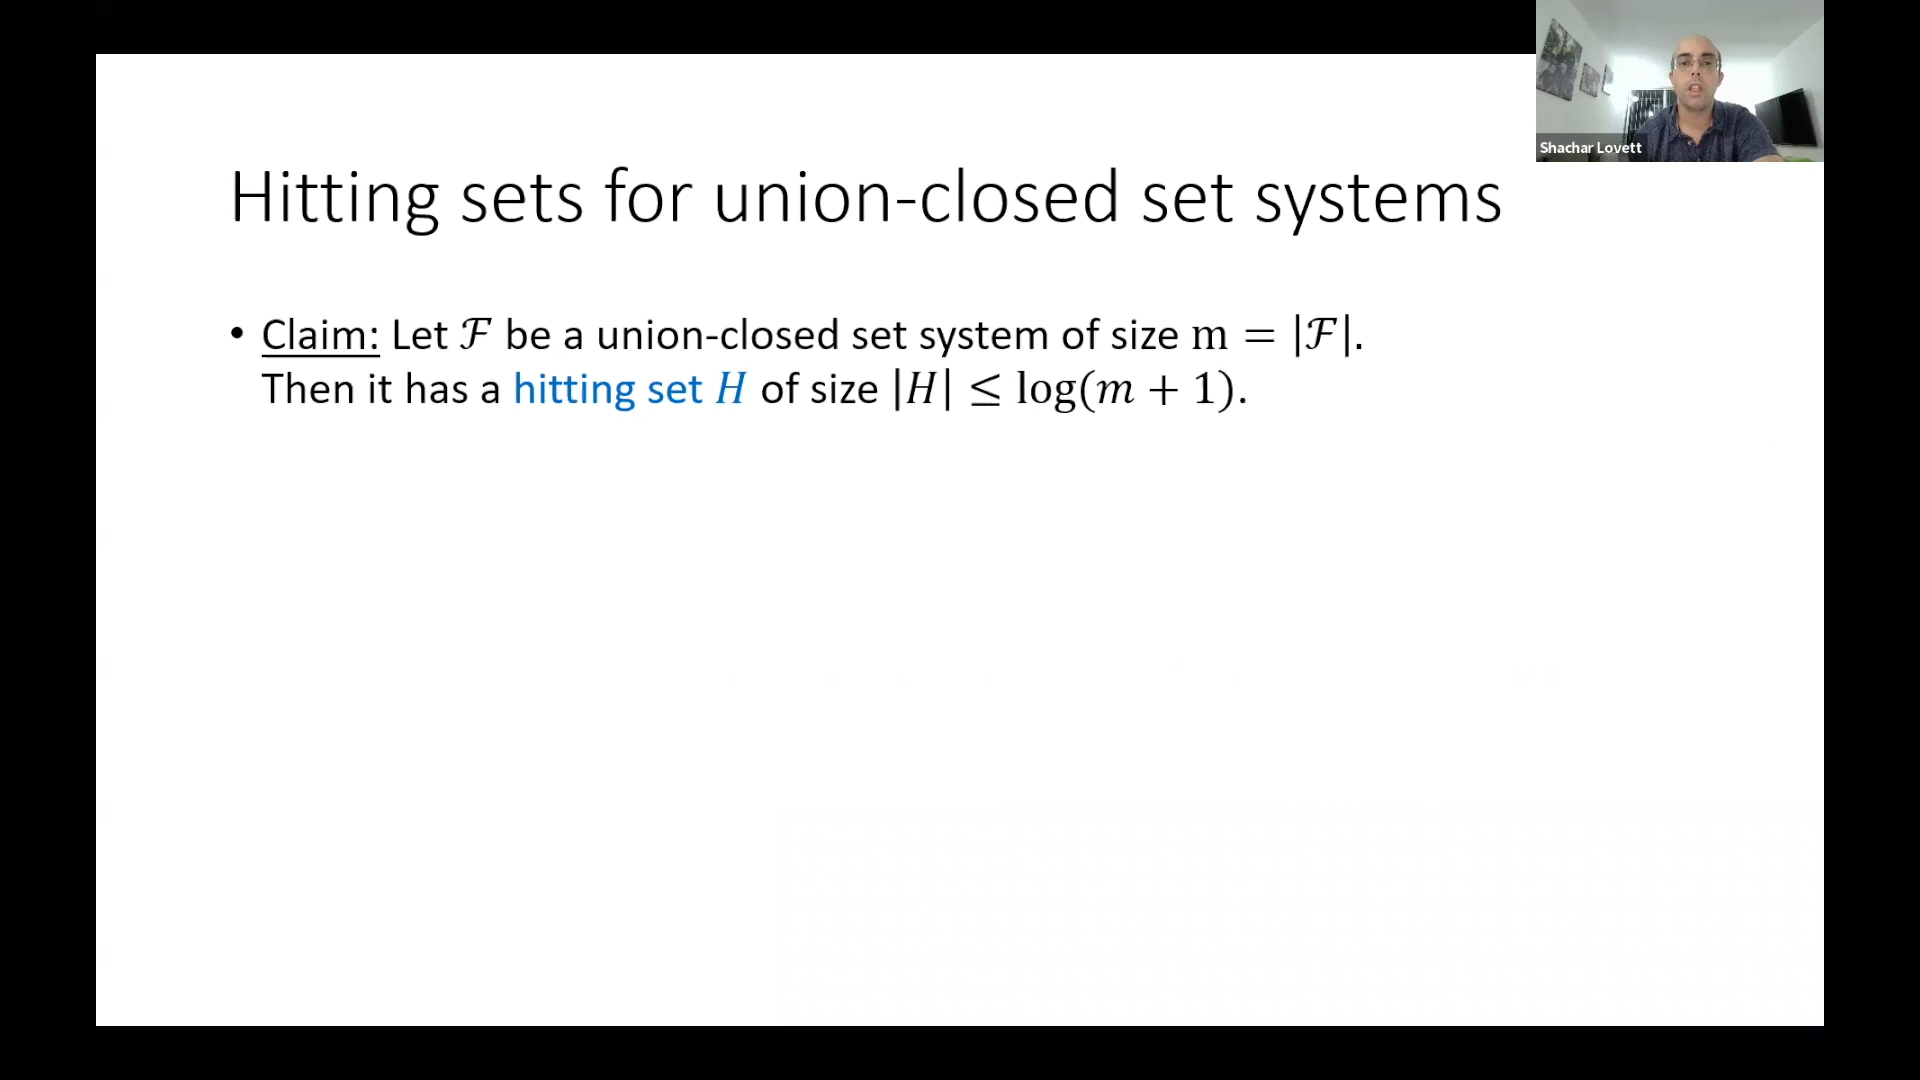 Shachar Lovett
Hitting sets for union-closed set systems
• Claim: Let ℱ be a union-closed set system of size m = |ℱ|.
Then it has a hitting set H of size |H| ≤ log(m + 1).